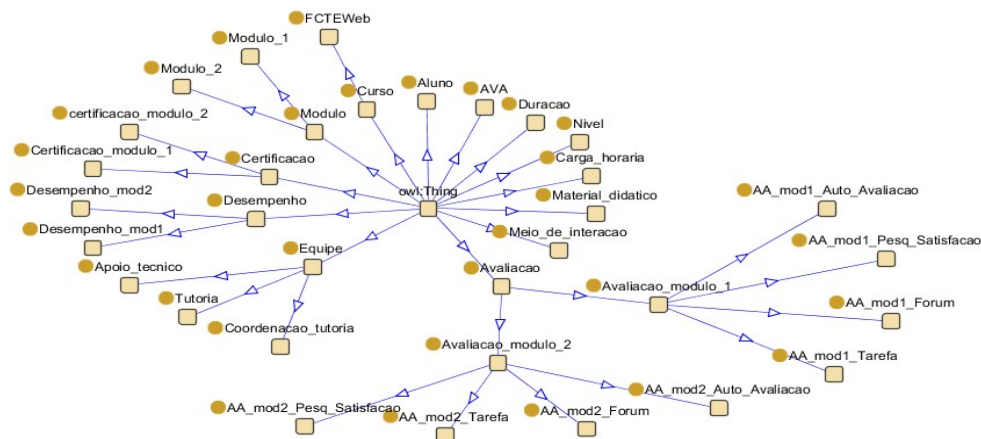 FCTEWeb
Modulo_1
Modulo_2
Curso
Aluno
AVA
Duracao
certificacao_modulo_2
Modulo
Nivel
Certificacao_modulo_1
Certificacao
Carga_horaria
Desempenho_mod2
Desempenho
owl:Thing
Material_didatico
AA_mod1_Auto_Avaliacao
Desempenho_mod1
Meio_de_interacao
AA_mod1_Pesq_Satisfacao
Equipe
Apoio_tecnico
Avaliacao
Avaliacao_modulo_1
Tutoria
AA_mod1_Forum
Coordenacao_tutoria
Avaliacao_modulo_2
AA_mod1_Tarefa
AA_mod2_Auto_Avaliacao
AA_mod2_Pesq_Satisfacao
AA_mod2_Tarefa
AA_mod2_Forum